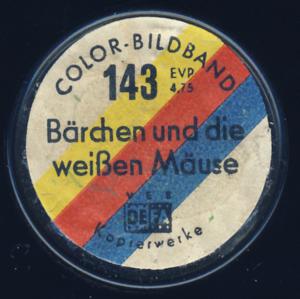 COLOR-BILDBAND
143 EVP 4.75
Bärchen und die
weißen Mäuse
VEB
DEFA
Kopierwerke